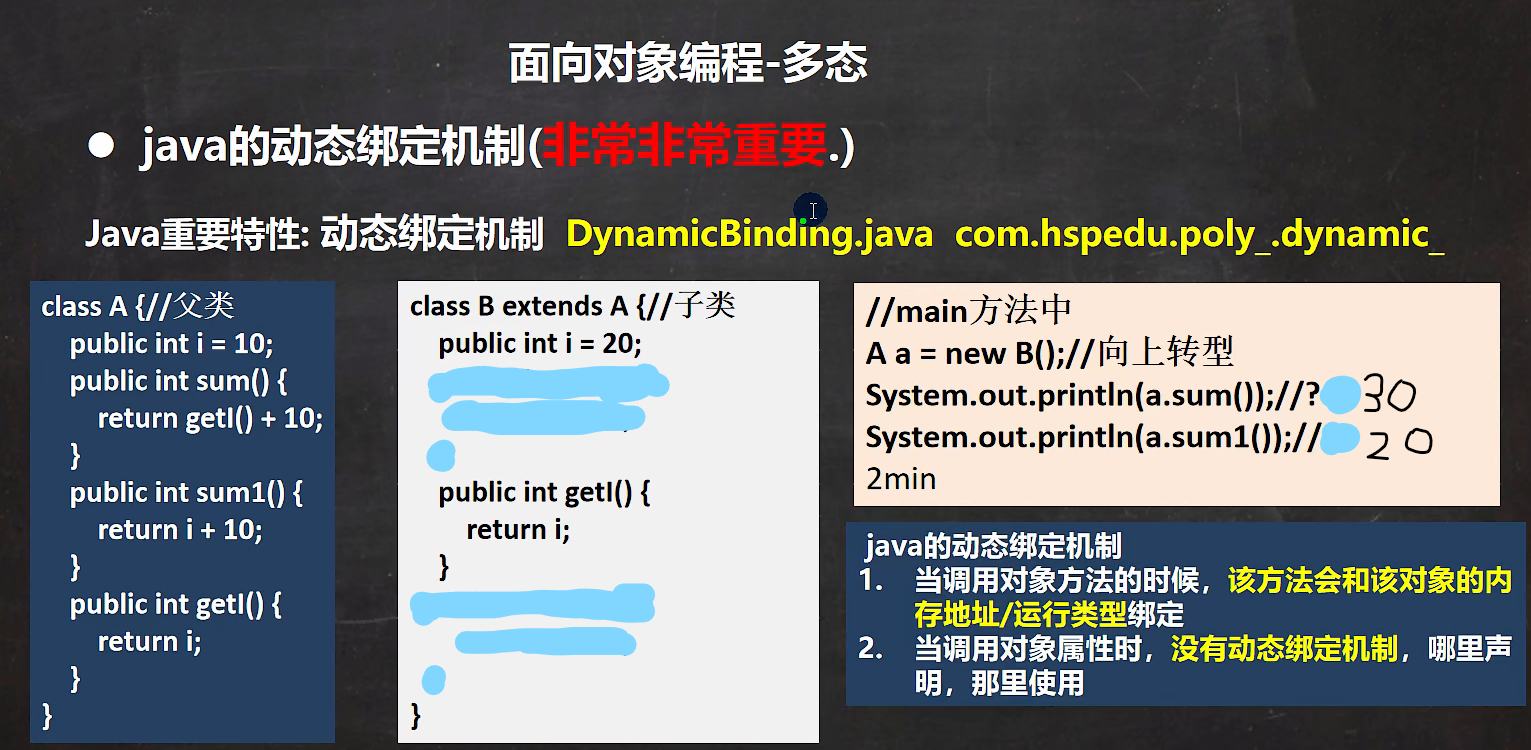 面向对象编程-多态
● java的动态绑定机制(非常非常重要.)
Java重要特性: 动态绑定机制 DynamicBinding.java com.hspedu.poly_.dynamic_
class A {//父类
public int i = 10;
public int sum() {
return getI() + 10;
}
public int sum1() {
return i + 10;
}
public int getI() {
return i;
}
}
class B extends A {//子类
public int i = 20;
public int getI() {
return i;
}
}
//main方法中
A a = new B();//向上转型
System.out.println(a.sum());//? 30
System.out.println(a.sum1());// 20
2min
java的动态绑定机制
1. 当调用对象方法的时候，该方法会和该对象的内
存地址/运行类型绑定
2. 当调用对象属性时，没有动态绑定机制，哪里声
明，那里使用